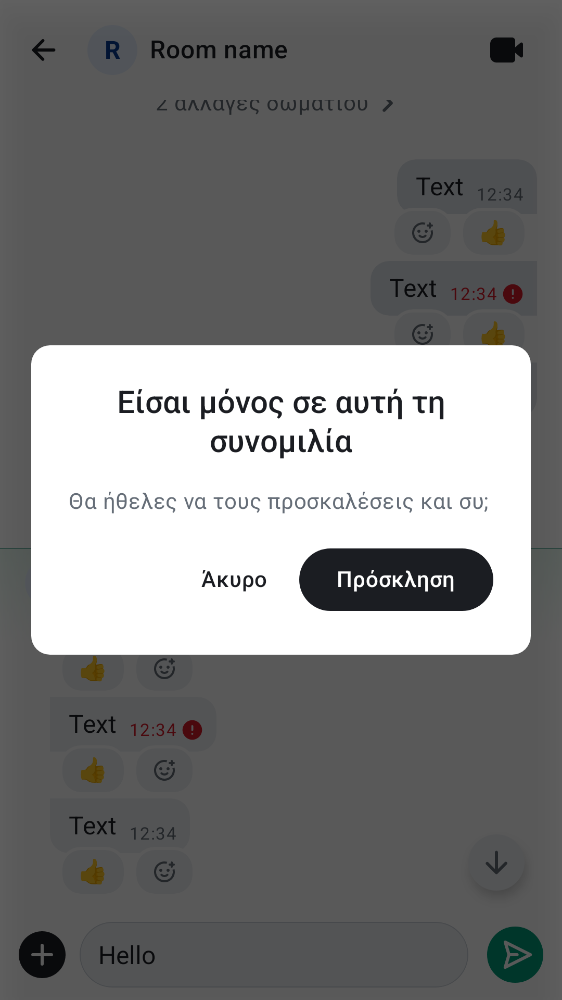 R Room name
2 αλλαγές δωματίου
Text 12:34
Text 12:34
Είσαι μόνος σε αυτή τη
συνομιλία
Θα ήθελες να τους προσκαλέσεις και συ;
Άκυρο Πρόσκληση
Text 12:34
Text 12:34
Hello